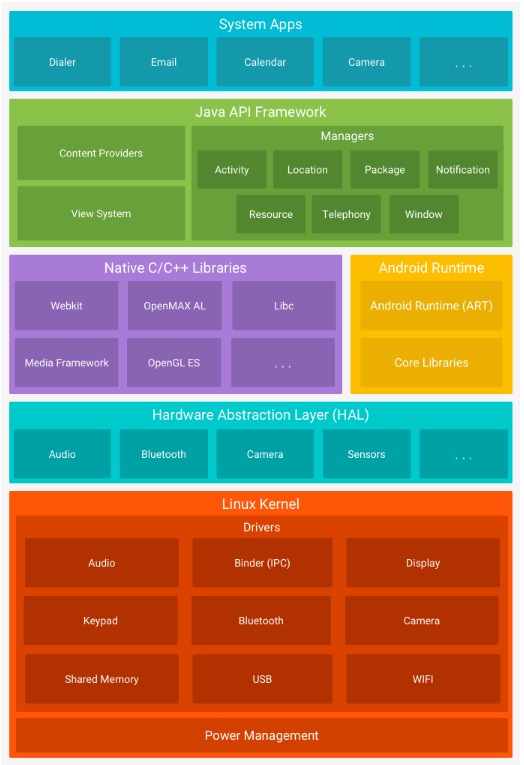 System Apps
Dialer
Email
Calendar
Camera
. . .
Java API Framework
Content Providers
View System
Managers
Activity
Location
Package
Notification
Resource
Telephony
Window
Native C/C++ Libraries
Webkit
OpenMAX AL
Libc
Media Framework
OpenGL ES
. . .
Android Runtime
Android Runtime (ART)
Core Libraries
Hardware Abstraction Layer (HAL)
Audio
Bluetooth
Camera
Sensors
. . .
Linux Kernel
Drivers
Audio
Binder (IPC)
Display
Keypad
Bluetooth
Camera
Shared Memory
USB
WIFI
Power Management